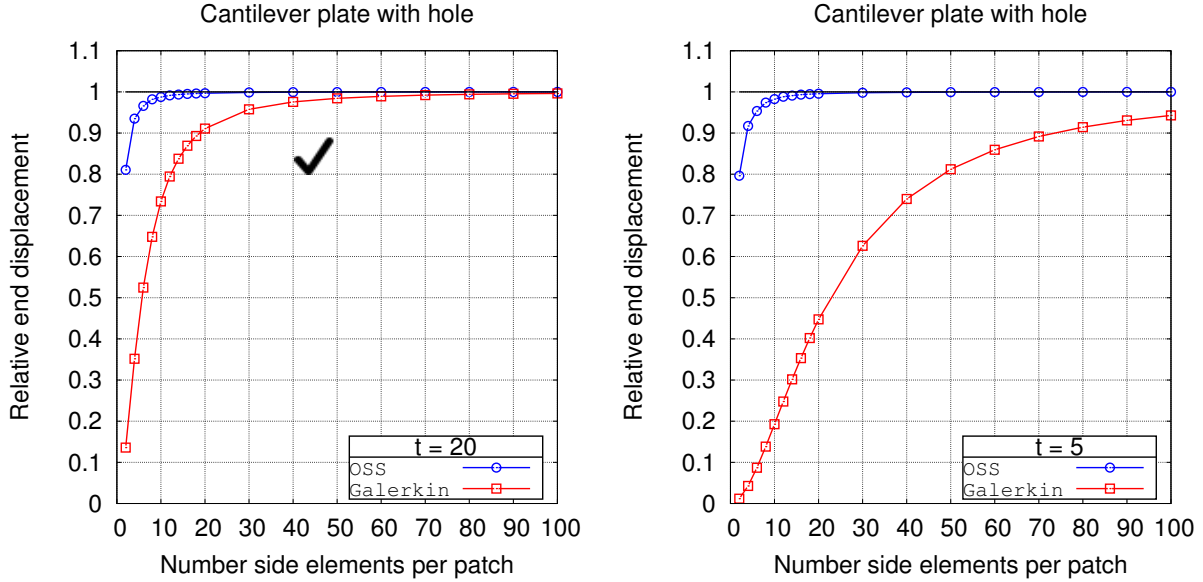 Cantilever plate with hole
Relative end displacement
1.1
1
0.9
0.8
0.7
0.6
0.5
0.4
0.3
0.2
0.1
0
t = 20
OSS
Galerkin
0 10 20 30 40 50 60 70 80 90 100
Number side elements per patch
Cantilever plate with hole
Relative end displacement
1.1
1
0.9
0.8
0.7
0.6
0.5
0.4
0.3
0.2
0.1
0
t = 5
OSS
Galerkin
0 10 20 30 40 50 60 70 80 90 100
Number side elements per patch